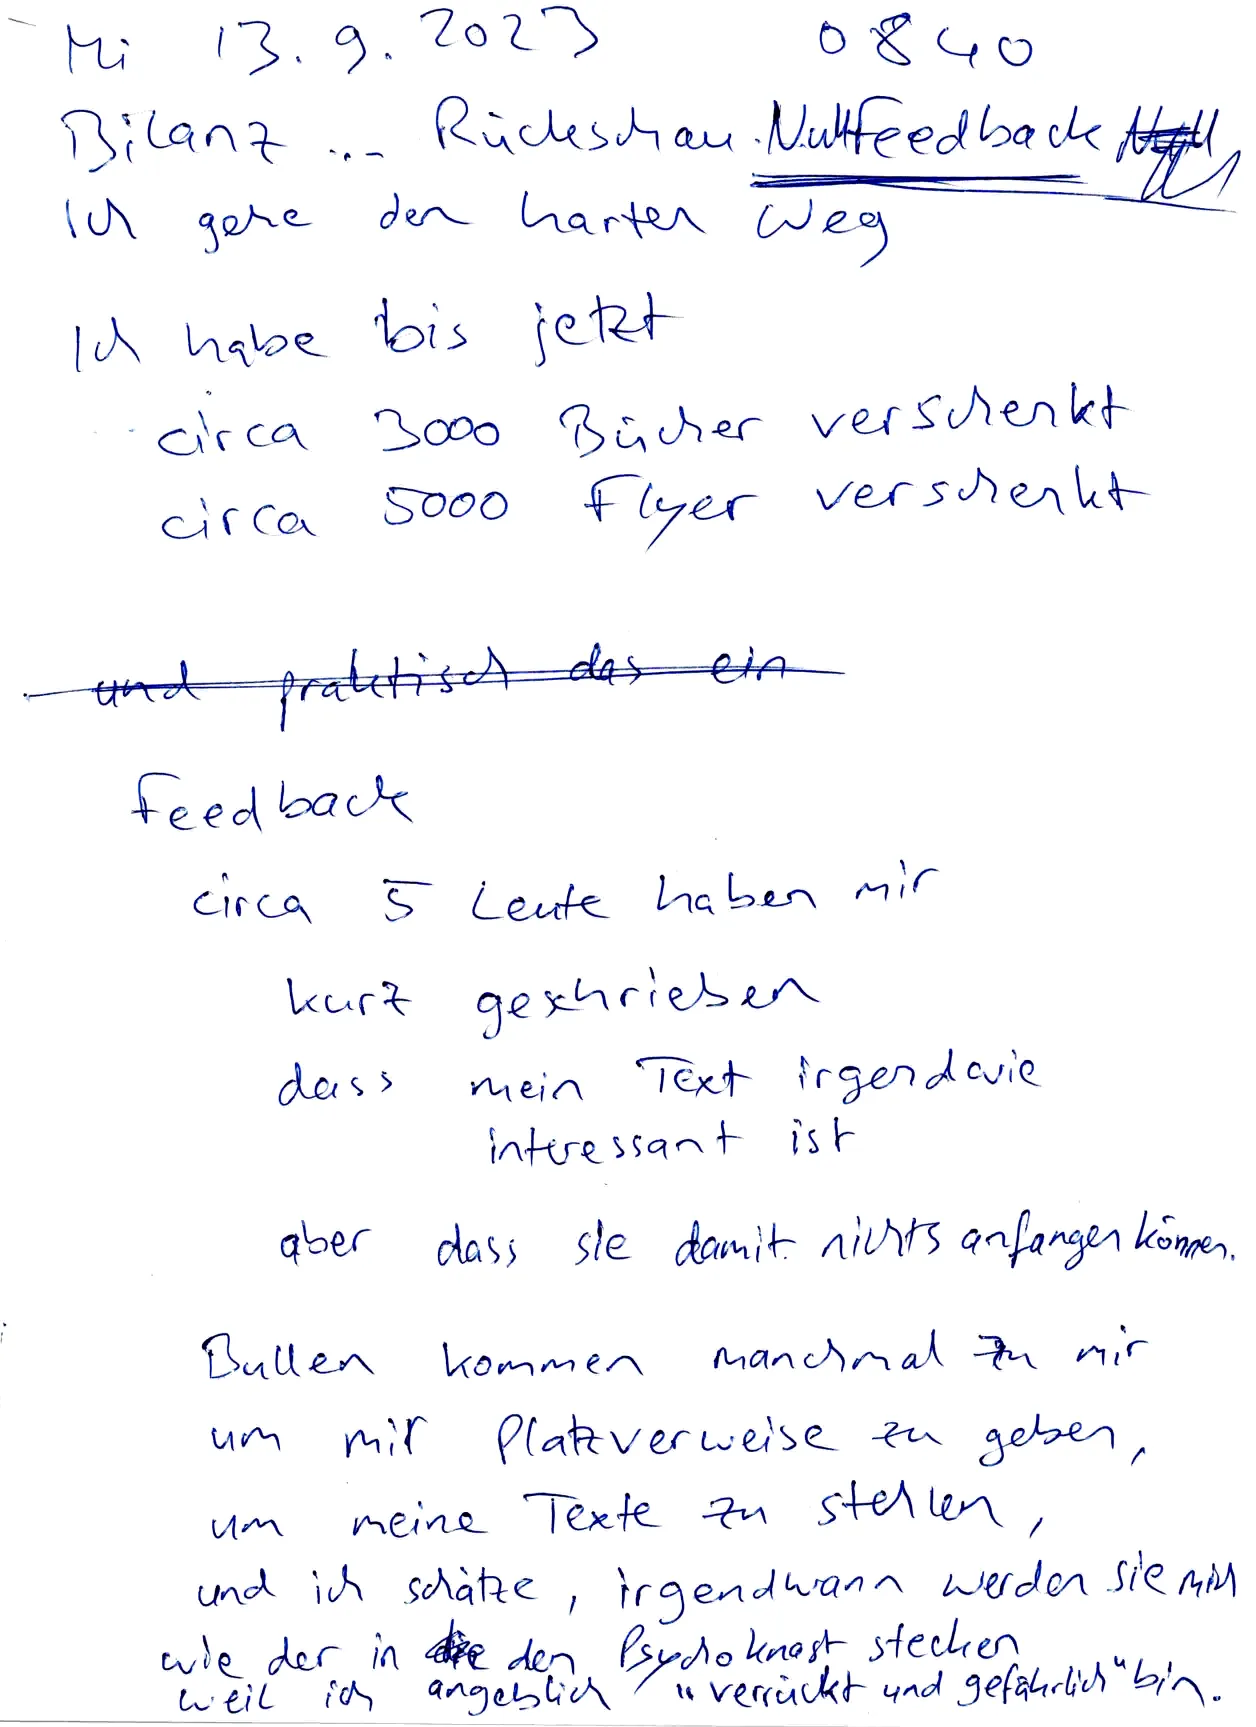 Mi 13.9.2023 0840
Bilanz ... Rückschau. Nullfeedback
Ich gehe den harten Weg
Ich habe bis jetzt
circa 3000 Bücher verschenkt
circa 5000 Flyer verschenkt
und praktisch das ein
Feedback
circa 5 Leute haben mir
kurz geschrieben
dass mein Text irgendwie
interessant ist
aber dass sie damit nichts anfangen können.
Bullen kommen manchmal zu mir
um mir Platzverweise zu geben,
um meine Texte zu stehlen,
und ich schätze, irgendwann werden sie mich
wieder in die den Psychoknast stecken
weil ich angeblich "verrückt und gefährlich" bin.